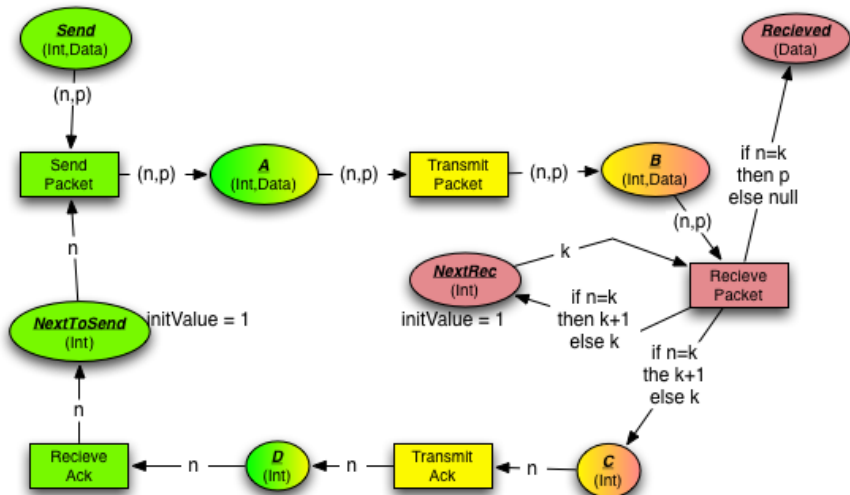 Send
(Int,Data)
Recieved
(Data)
(n,p)
Send
Packet
(n,p)
A
(Int,Data)
(n,p)
Transmit
Packet
(n,p)
B
(Int,Data)
if n=k
then p
else null
(n,p)
n
k
NextRec
(Int)
initValue = 1
Recieve
Packet
if n=k
then k+1
else k
NextToSend
(Int)
initValue = 1
if n=k
the k+1
else k
n
Recieve
Ack
n
D
(Int)
n
Transmit
Ack
n
C
(Int)